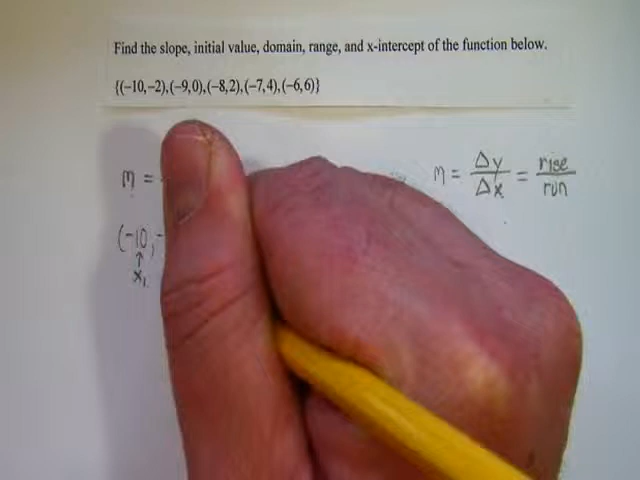 Find the slope, initial value, domain, range, and x-intercept of the function below.
{(−10,−2),(−9,0),(−8,2),(−7,4),(−6,6)}
m =
m = Δy/Δx = rise/run
(-10,-
↑
x₁